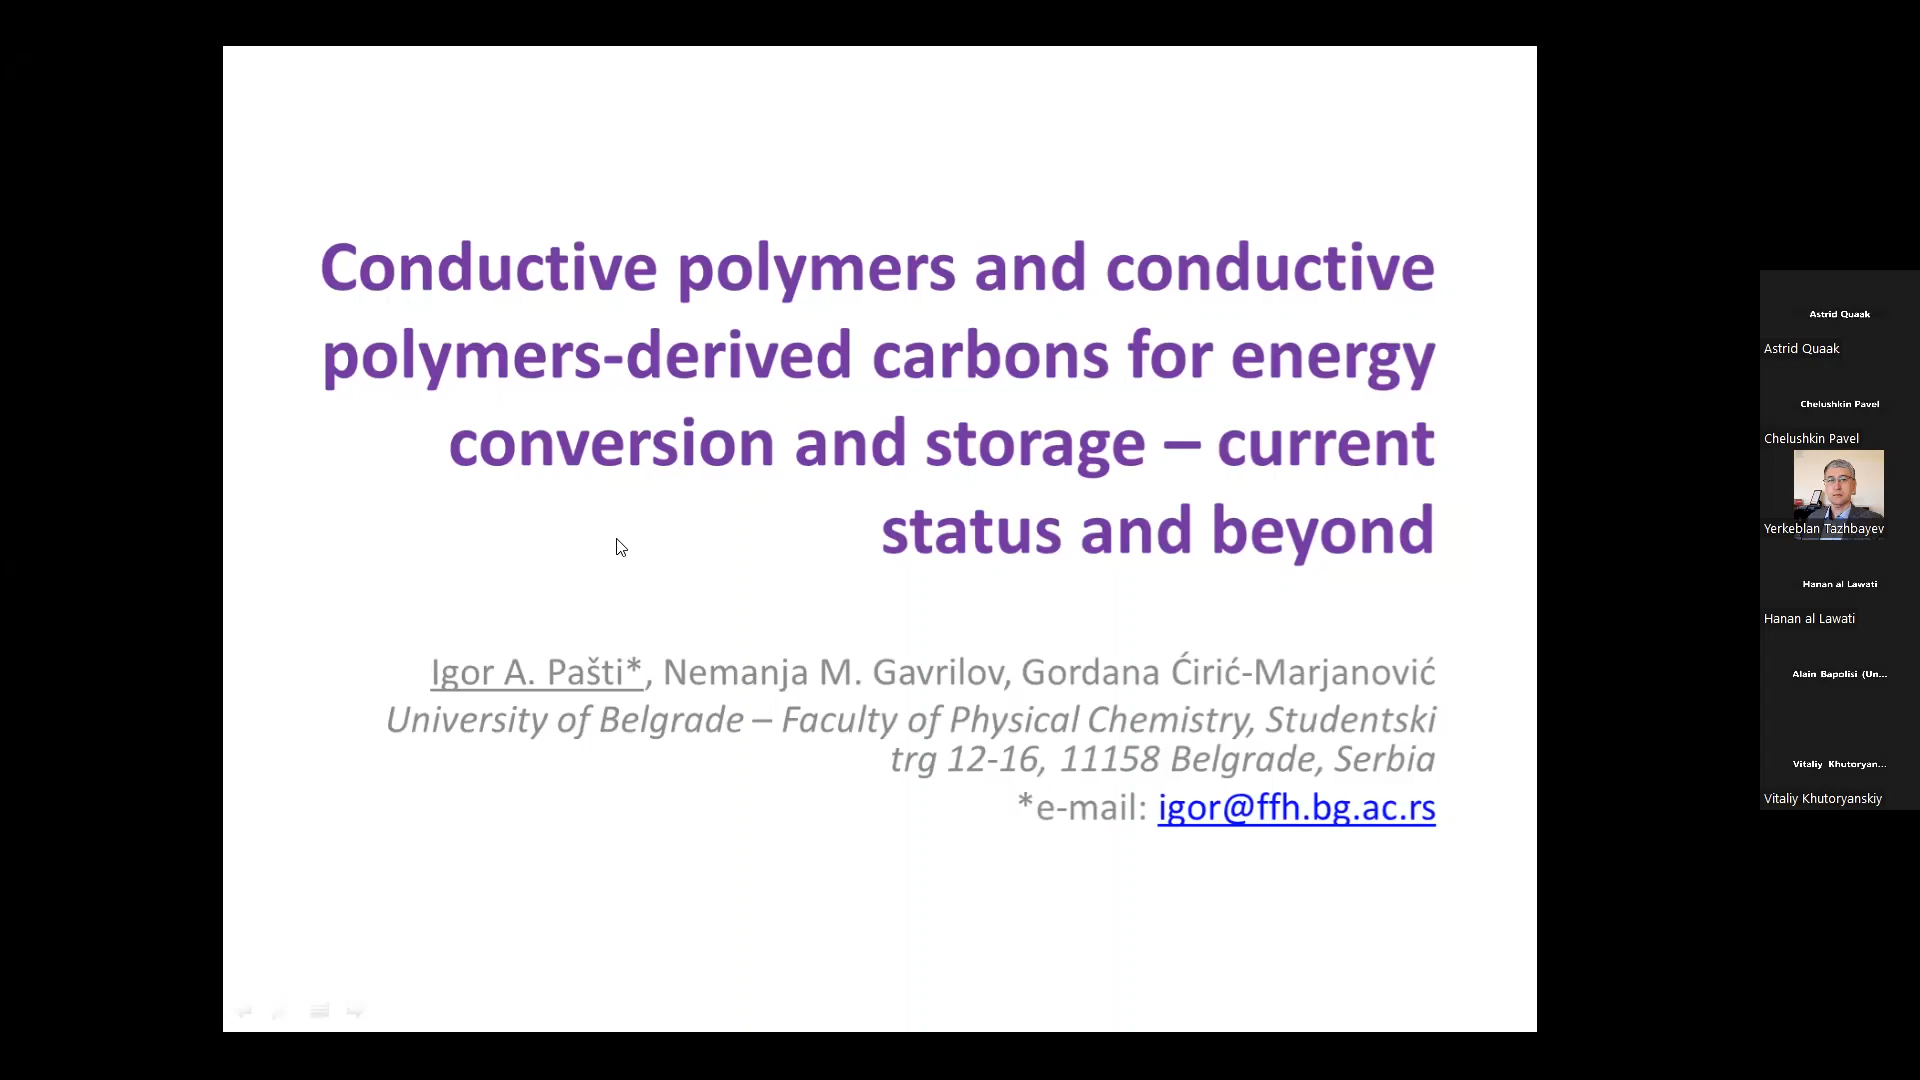 Conductive polymers and conductive
polymers-derived carbons for energy
conversion and storage – current
status and beyond
Igor A. Pašti*, Nemanja M. Gavrilov, Gordana Ćirić-Marjanović
University of Belgrade – Faculty of Physical Chemistry, Studentski
trg 12-16, 11158 Belgrade, Serbia
*e-mail: igor@ffh.bg.ac.rs
Astrid Quaak
Astrid Quaak
Chelushkin Pavel
Chelushkin Pavel
Yerkeblan Tazhbayev
Hanan al Lawati
Hanan al Lawati
Alain Bapolisi (Un...
Vitaliy Khutoryan...
Vitaliy Khutoryanskiy